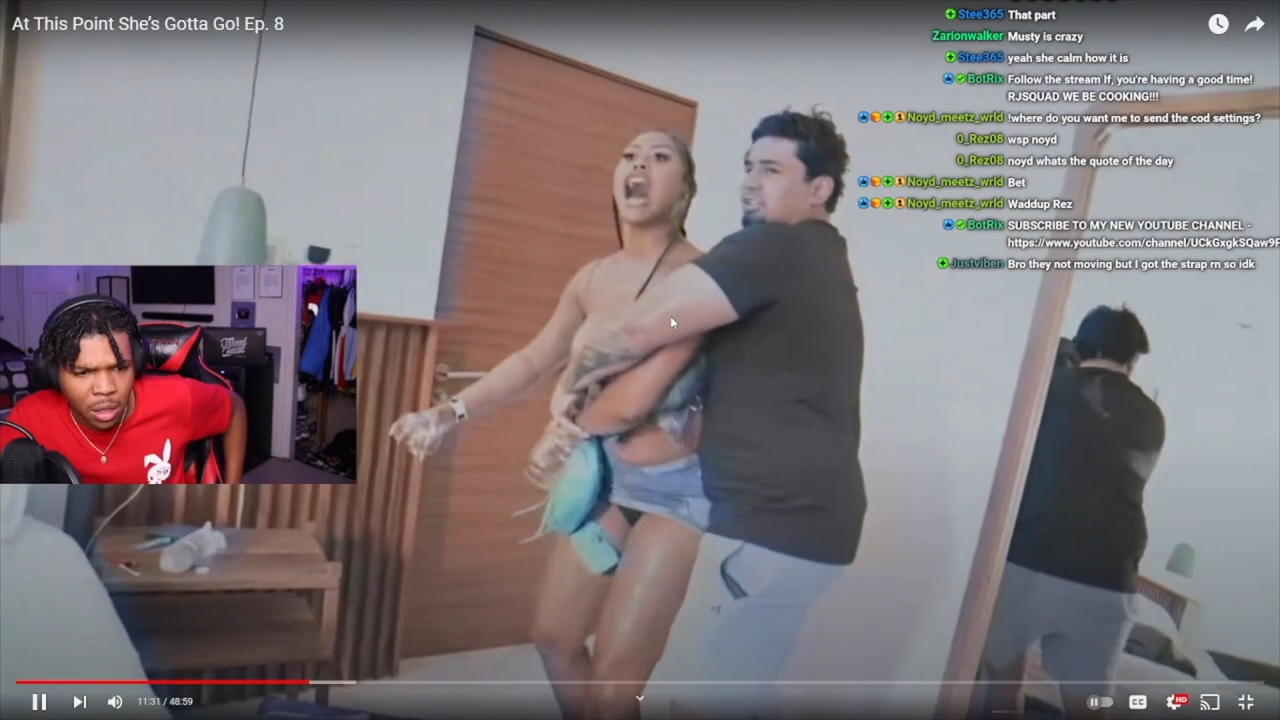 At This Point She’s Gotta Go! Ep. 8
Stee365 That part
Zarionwalker Musty is crazy
Stee365 yeah she calm how it is
BotRix Follow the stream If, you're having a good time!
RJSQUAD WE BE COOKING!!!
Noyd_meetz_wrld !where do you want me to send the cod settings?
0_Rez08 wsp noyd
0_Rez08 noyd whats the quote of the day
Noyd_meetz_wrld Bet
Noyd_meetz_wrld Waddup Rez
BotRix SUBSCRIBE TO MY NEW YOUTUBE CHANNEL -
https://www.youtube.com/channel/UCkGxgkSQaw9F
Justviben Bro they not moving but I got the strap rn so idk
11:31 / 48:59
CC
HD